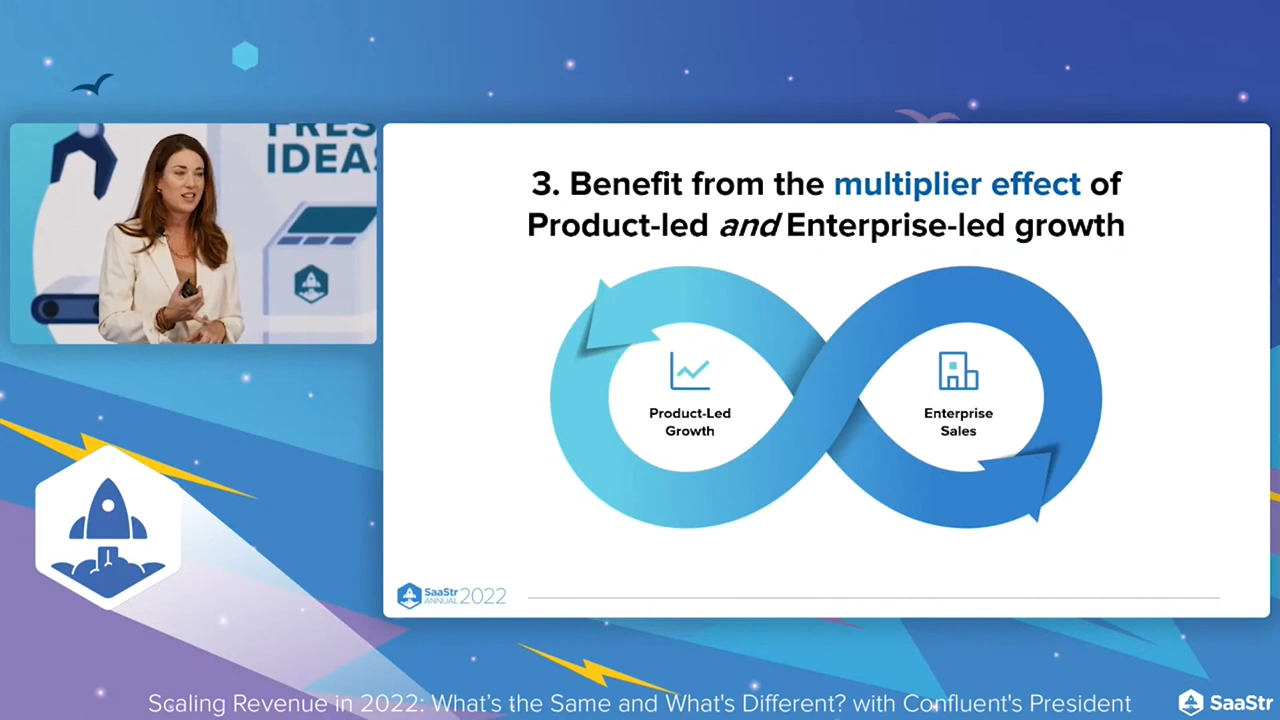 IDEAS
3. Benefit from the multiplier effect of
Product-led and Enterprise-led growth
Product-Led
Growth
Enterprise
Sales
SaaStr
ANNUAL 2022
Scaling Revenue in 2022: What's the Same and What's Different? with Confluent's President
SaaStr